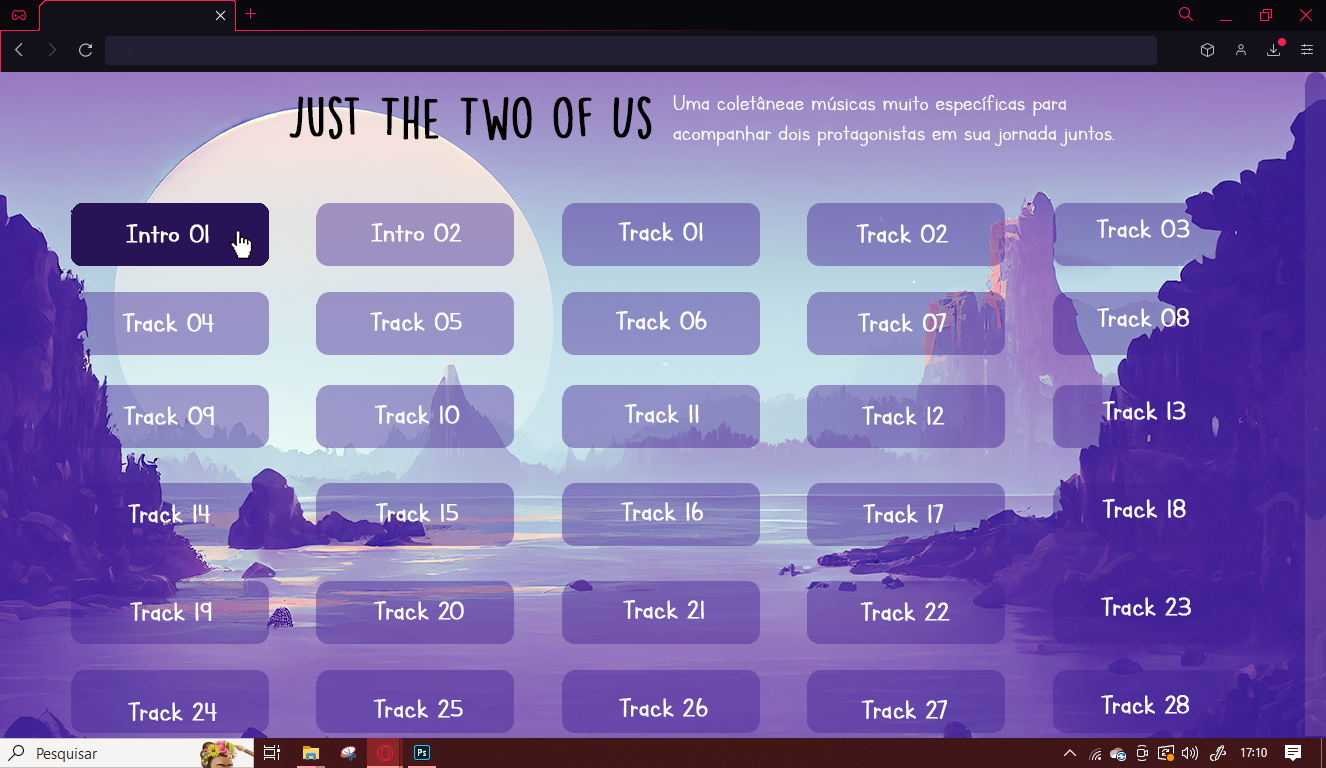 JUST THE TWO OF US
Uma coletâneae músicas muito específicas para
acompanhar dois protagonistas em sua jornada juntos.
Intro 01
Intro 02
Track 01
Track 02
Track 03
Track 04
Track 05
Track 06
Track 07
Track 08
Track 09
Track 10
Track 11
Track 12
Track 13
Track 14
Track 15
Track 16
Track 17
Track 18
Track 19
Track 20
Track 21
Track 22
Track 23
Track 24
Track 25
Track 26
Track 27
Track 28
Pesquisar
Ps
17:10